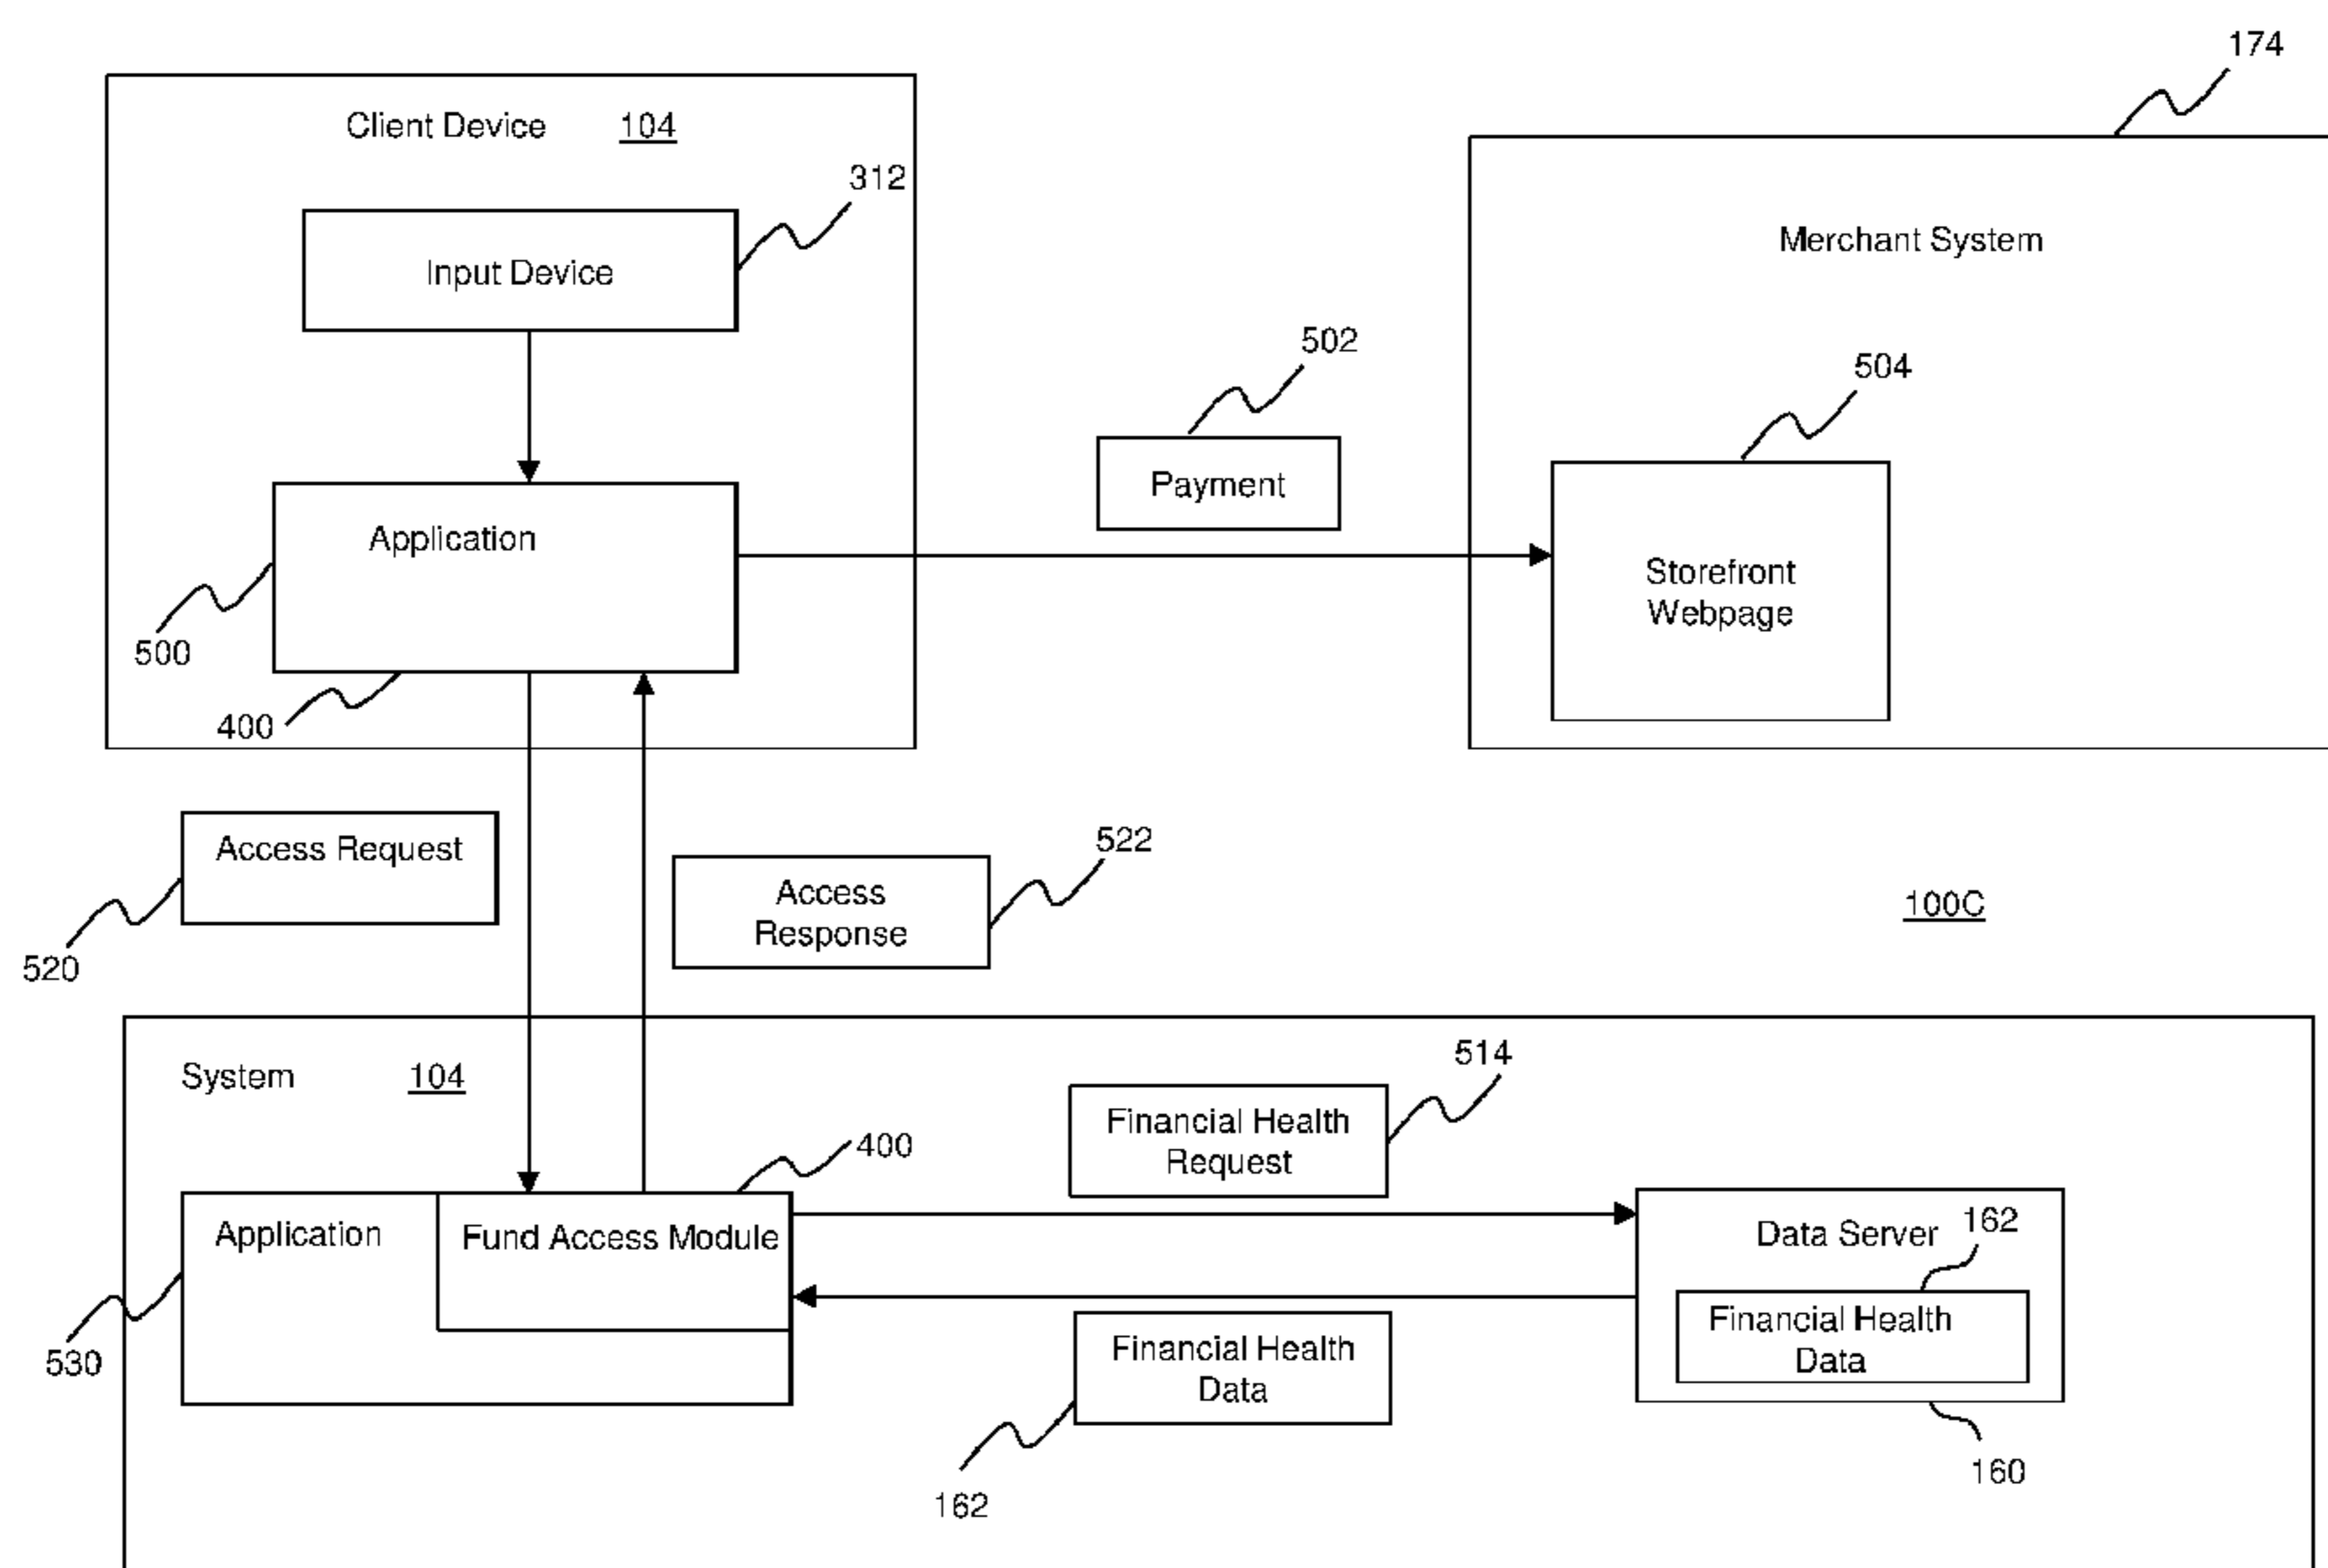 174
Client Device 104
312
Merchant System
Input Device
502
504
Payment
Application
Storefront
Webpage
500
400
Access Request
522
Access
Response
100C
520
System 104
514
Financial Health
Request
400
Application
Fund Access Module
Data Server
162
Financial Health
Data
530
Financial Health
Data
162
160